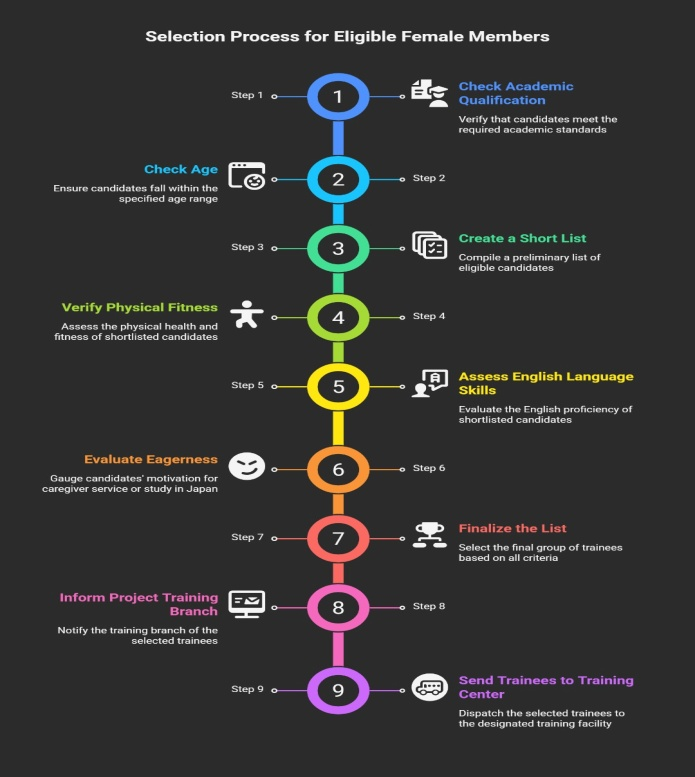 Selection Process for Eligible Female Members
Step 1
1
Check Academic
Qualification
Verify that candidates meet the
required academic standards
Check Age
Ensure candidates fall within the
specified age range
2
Step 2
Step 3
3
Create a Short List
Compile a preliminary list of
eligible candidates
Verify Physical Fitness
Assess the physical health and
fitness of shortlisted candidates
4
Step 4
Step 5
5
Assess English Language
Skills
Evaluate the English proficiency of
shortlisted candidates
Evaluate Eagerness
Gauge candidates' motivation for
caregiver service or study in Japan
6
Step 6
Step 7
7
Finalize the List
Select the final group of trainees
based on all criteria
Inform Project Training
Branch
Notify the training branch of the
selected trainees
8
Step 8
Step 9
9
Send Trainees to Training
Center
Dispatch the selected trainees to
the designated training facility